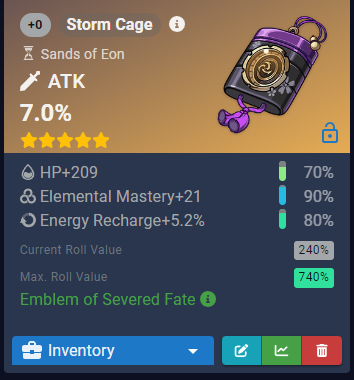 +0 Storm Cage
Sands of Eon
ATK
7.0%
HP+209 70%
Elemental Mastery+21 90%
Energy Recharge+5.2% 80%
Current Roll Value 240%
Max. Roll Value 740%
Emblem of Severed Fate
Inventory